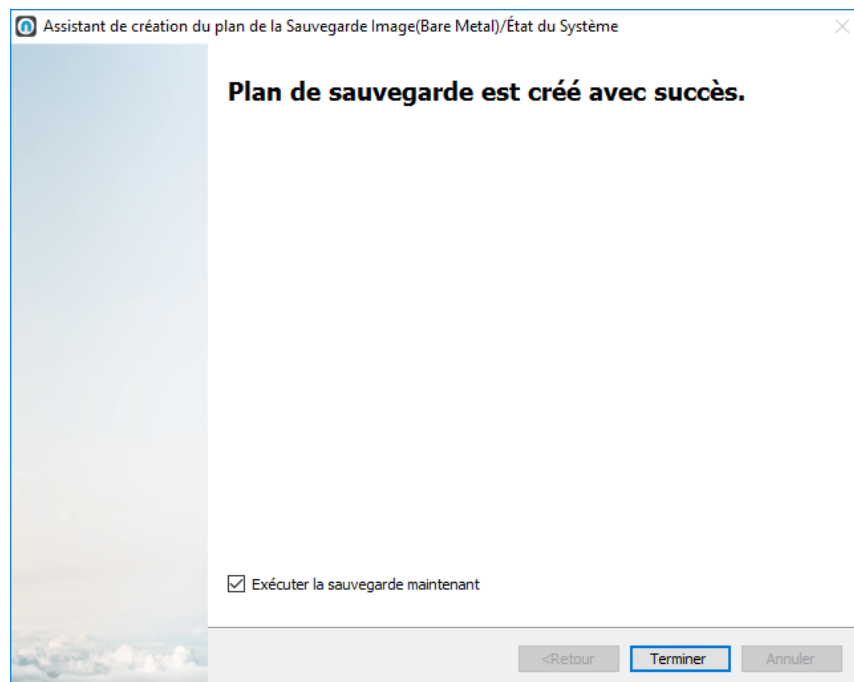 Assistant de création du plan de la Sauvegarde Image(Bare Metal)/État du Système
Plan de sauvegarde est créé avec succès.
Exécuter la sauvegarde maintenant
<Retour
Terminer
Annuler